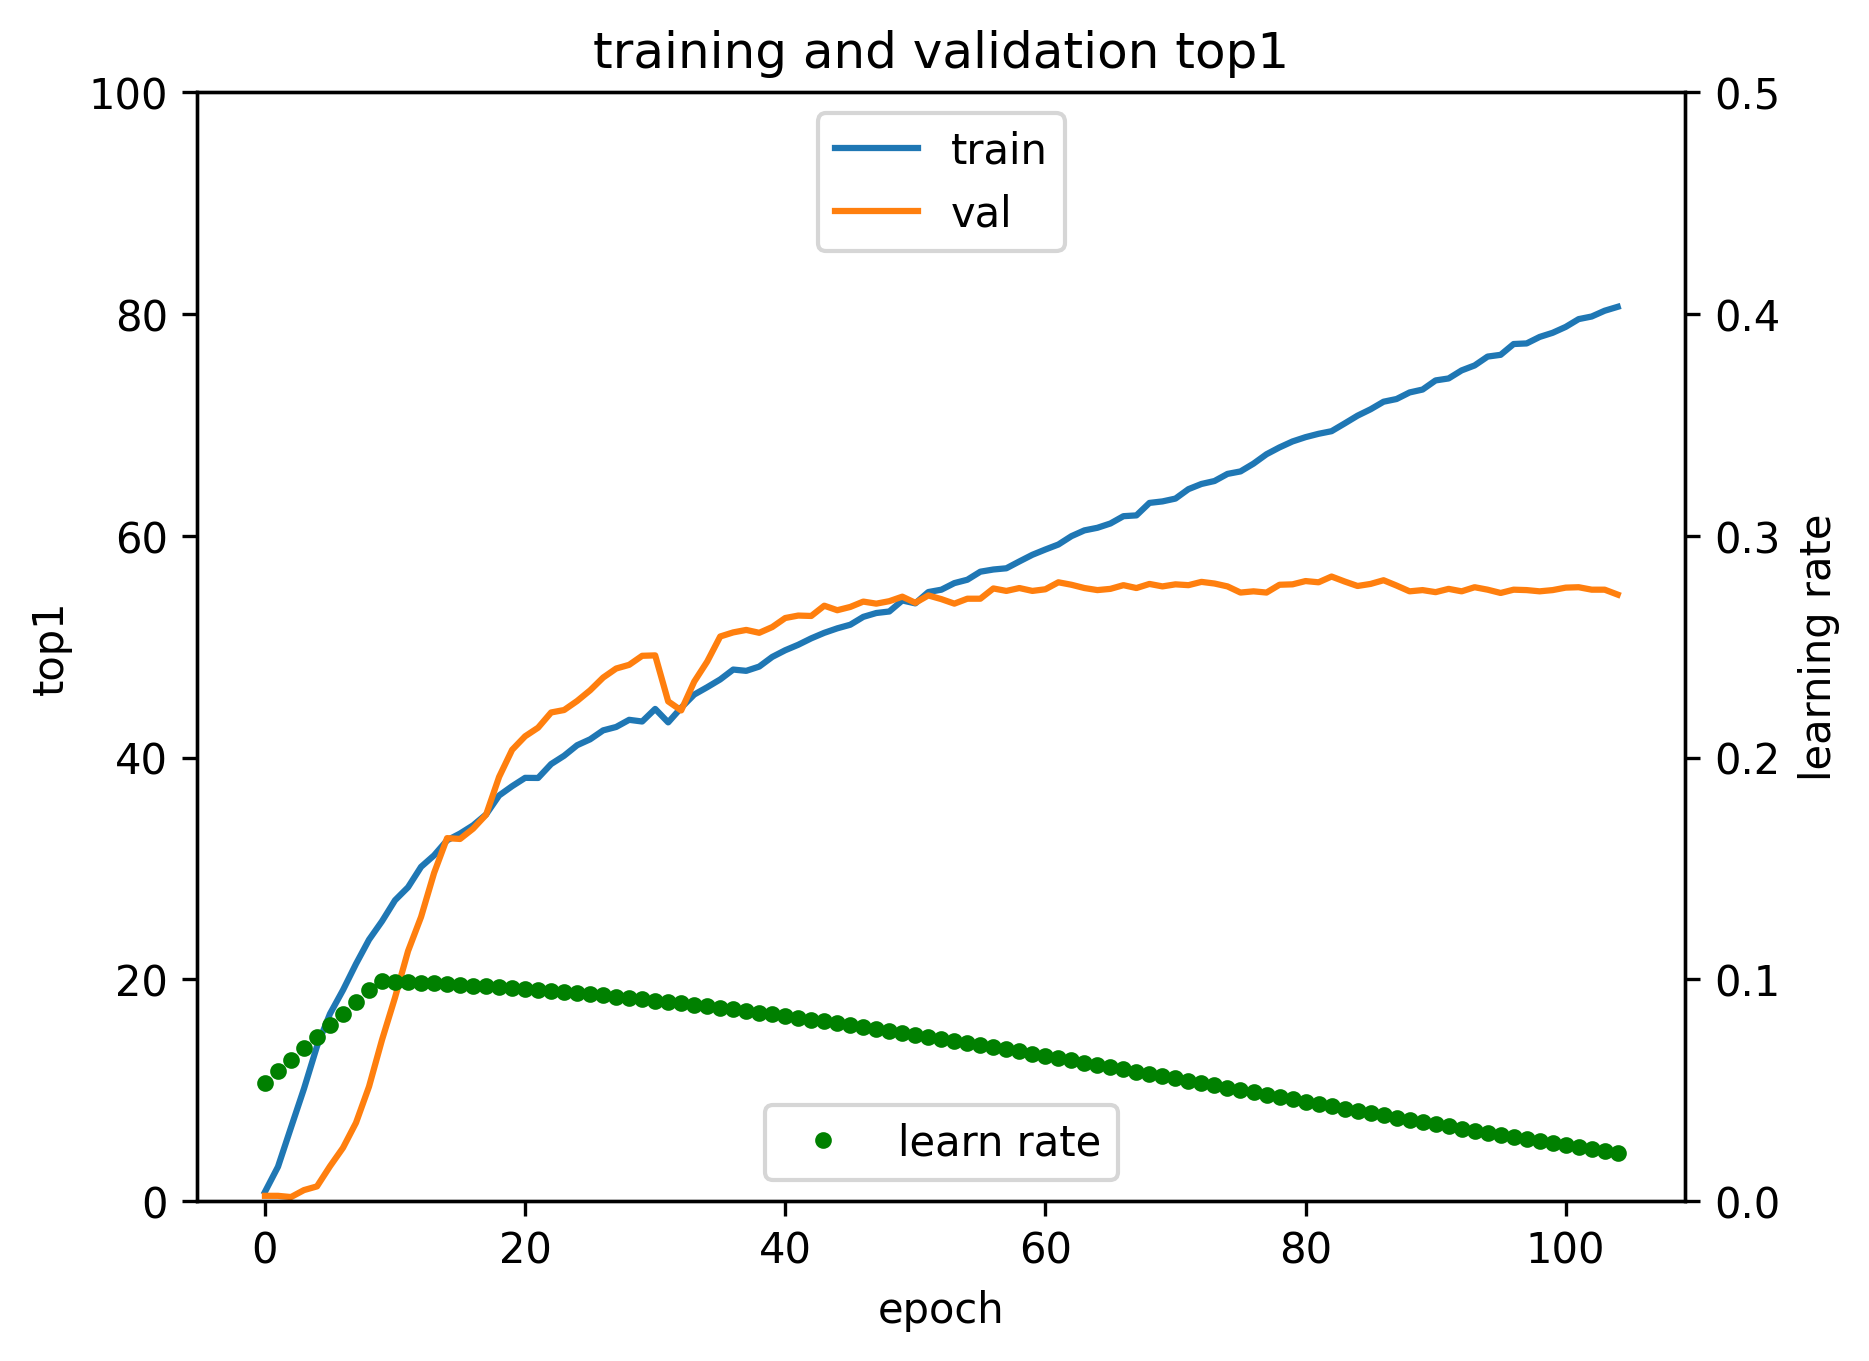 training and validation top1
train
val
learn rate
top1
100
80
60
40
20
0
learning rate
0.5
0.4
0.3
0.2
0.1
0.0
0 20 40 60 80 100
epoch